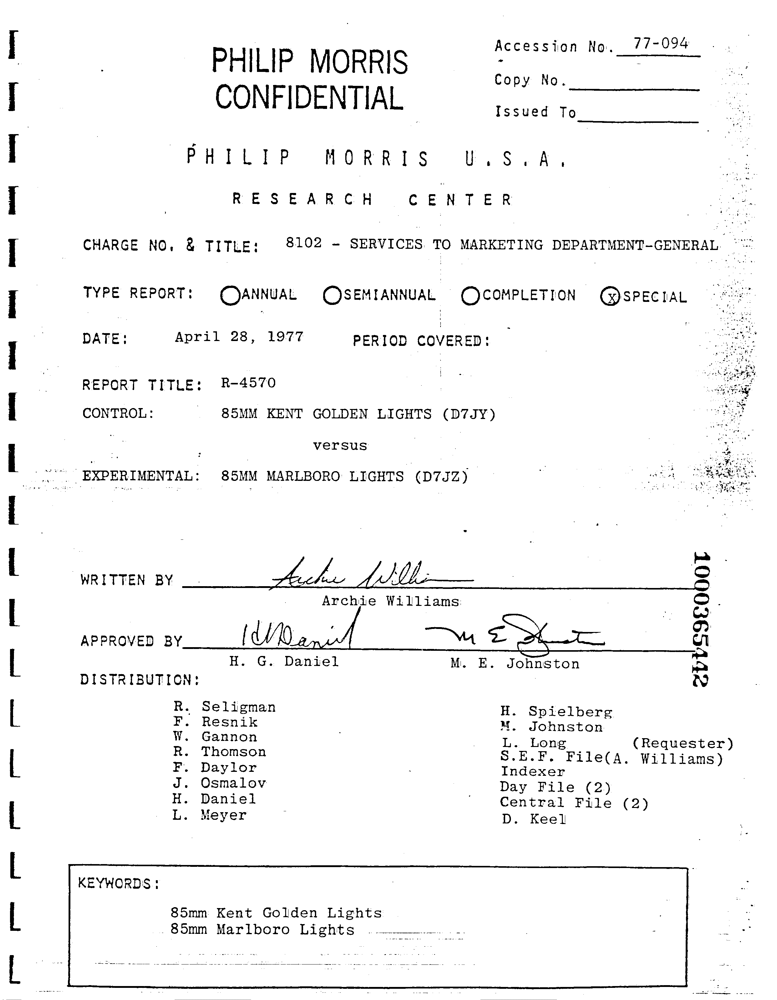 PHILIP MORRIS
CONFIDENTIAL
Accession No. 77-094
Copy No.
Issued To
PHILIP MORRIS U.S.A.
RESEARCH CENTER
CHARGE NO. & TITLE: 8102 - SERVICES TO MARKETING DEPARTMENT-GENERAL
TYPE REPORT: ANNUAL SEMIANNUAL COMPLETION (X) SPECIAL
DATE: April 28, 1977 PERIOD COVERED:
REPORT TITLE: R-4570
CONTROL: 85MM KENT GOLDEN LIGHTS (D7JY)
versus
EXPERIMENTAL: 85MM MARLBORO LIGHTS (D7JZ)
WRITTEN BY Archie Willi
Archie Williams
APPROVED BY H G Daniel M E Johnston
H. G. Daniel M. E. Johnston
1000365442
DISTRIBUTION:
R. Seligman
F. Resnik
W. Gannon
R. Thomson
F. Daylor
J. Osmalov
H. Daniel
L. Meyer
H. Spielberg
M. Johnston
L. Long (Requester)
S.E.F. File(A. Williams)
Indexer
Day File (2)
Central File (2)
D. Keel
KEYWORDS:
85mm Kent Golden Lights
85mm Marlboro Lights